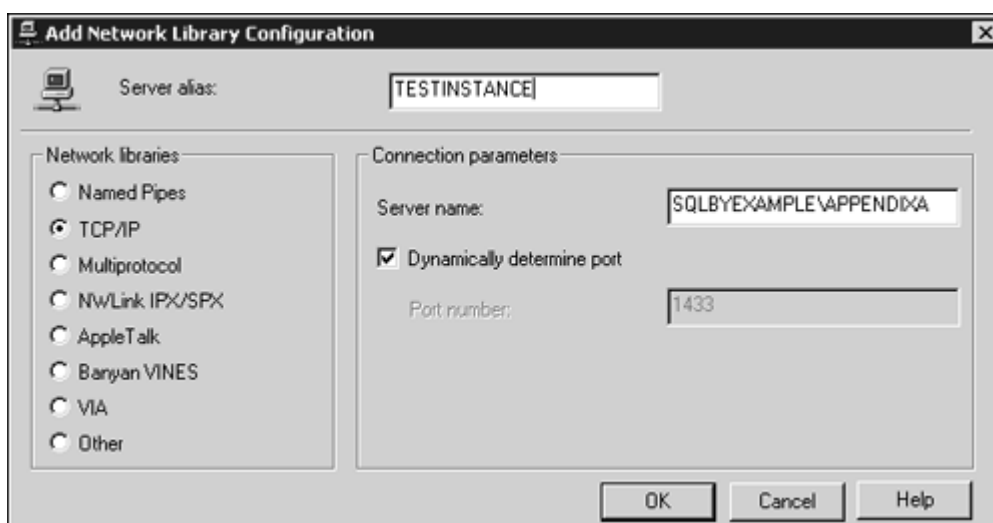 Add Network Library Configuration
Server alias:
TESTINSTANCE
Network libraries
Named Pipes
TCP/IP
Multiprotocol
NWLink IPX/SPX
AppleTalk
Banyan VINES
VIA
Other
Connection parameters
Server name:
SQLBYEXAMPLE\APPENDIXA
Dynamically determine port
Port number:
1433
OK
Cancel
Help